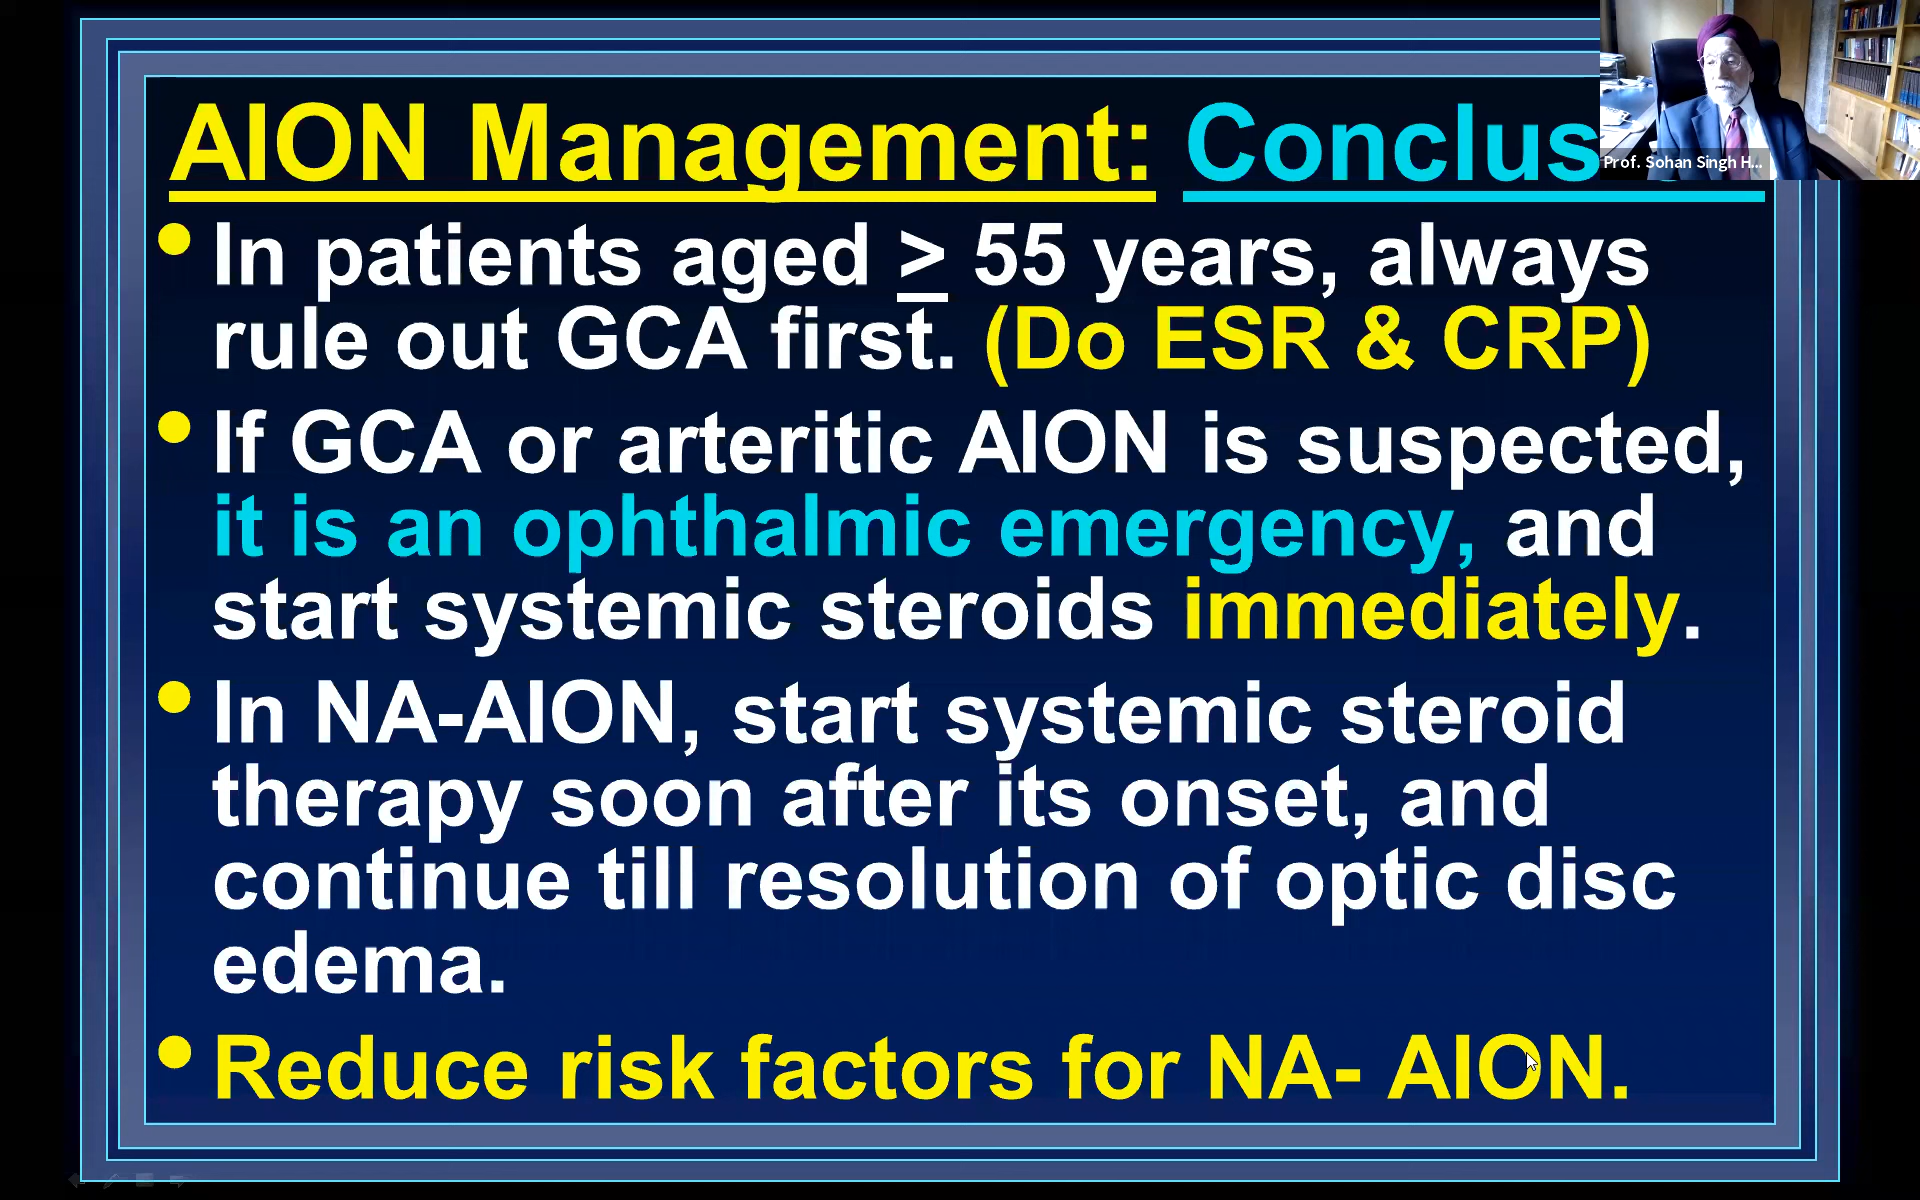 AION Management: Conclus
Prof. Sohan Singh H...
• In patients aged ≥ 55 years, always
rule out GCA first. (Do ESR & CRP)
• If GCA or arteritic AION is suspected,
it is an ophthalmic emergency, and
start systemic steroids immediately.
• In NA-AION, start systemic steroid
therapy soon after its onset, and
continue till resolution of optic disc
edema.
• Reduce risk factors for NA- AION.